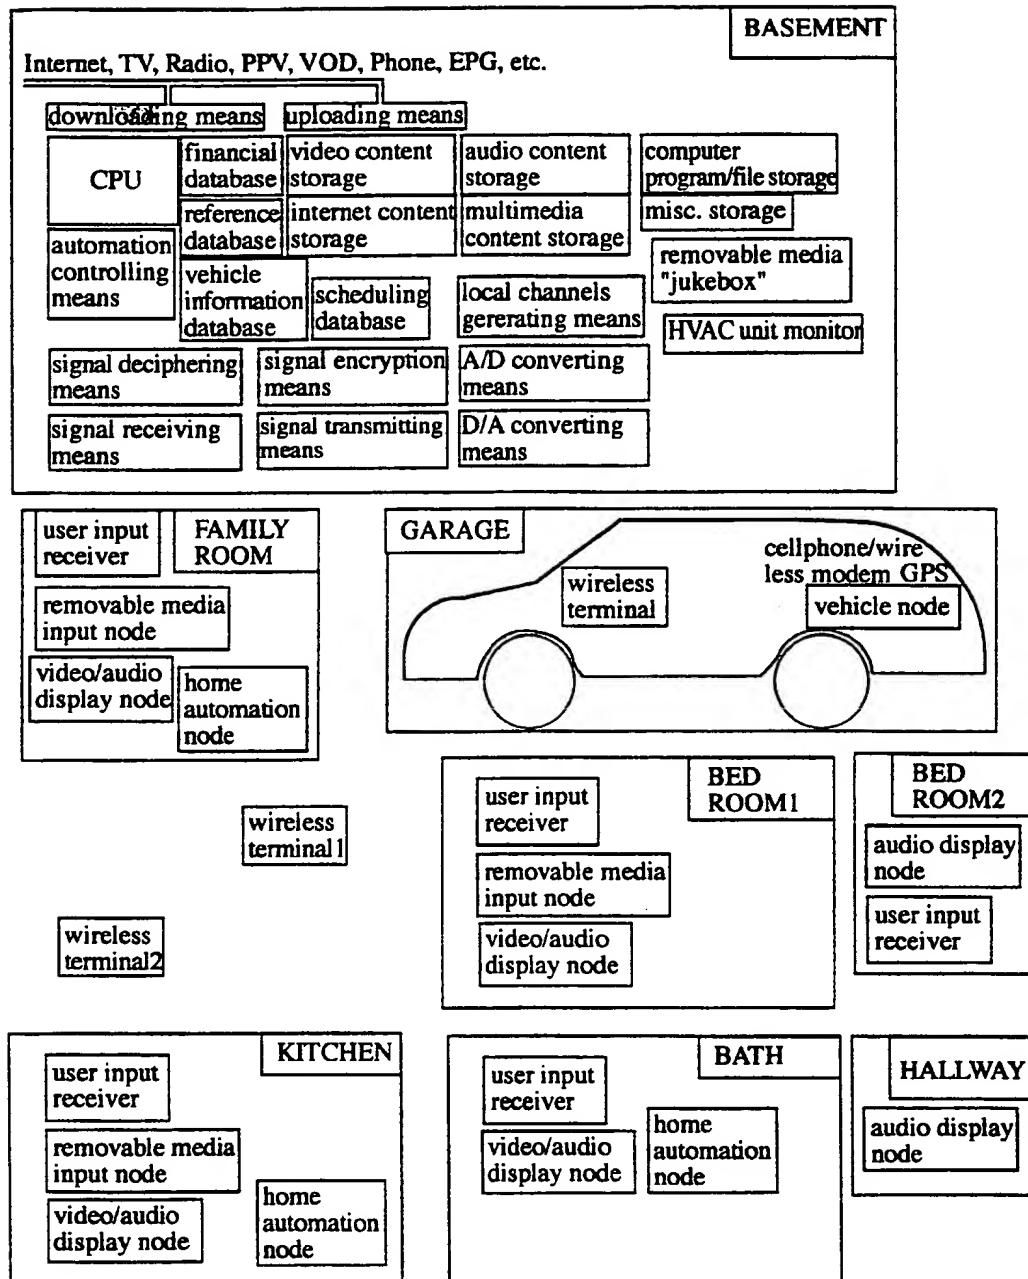 BASEMENT
Internet, TV, Radio, PPV, VOD, Phone, EPG, etc.
downloading means
uploading means
CPU
financial
database
video content
storage
audio content
storage
computer
program/file storage
reference
database
internet content
storage
multimedia
content storage
misc. storage
automation
controlling
means
vehicle
information
database
scheduling
database
local channels
gererating means
removable media
"jukebox"
HVAC unit monitor
signal deciphering
means
signal encryption
means
A/D converting
means
signal receiving
means
signal transmitting
means
D/A converting
means
user input
receiver
FAMILY
ROOM
removable media
input node
video/audio
display node
home
automation
node
GARAGE
wireless
terminal
cellphone/wire
less modem GPS
vehicle node
wireless
terminal1
wireless
terminal2
BED
ROOM1
user input
receiver
removable media
input node
video/audio
display node
BED
ROOM2
audio display
node
user input
receiver
KITCHEN
user input
receiver
removable media
input node
video/audio
display node
home
automation
node
BATH
user input
receiver
video/audio
display node
home
automation
node
HALLWAY
audio display
node